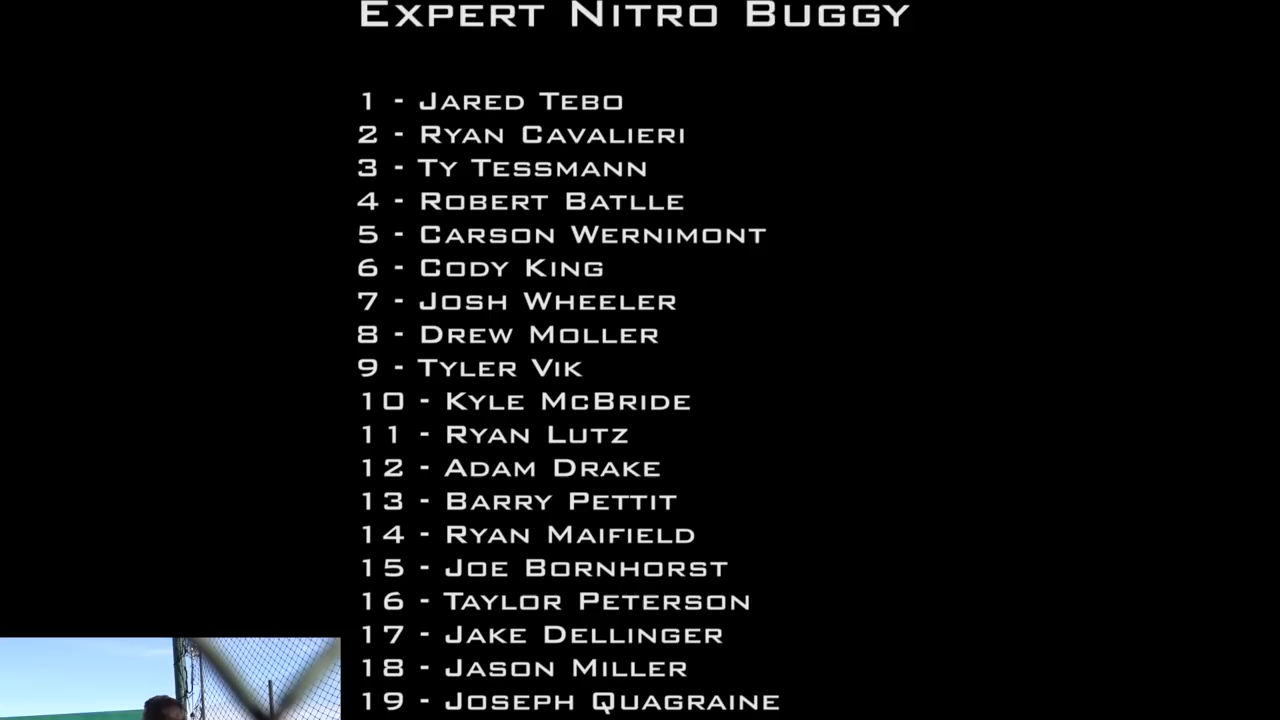 Expert Nitro Buggy
1 - Jared Tebo
2 - Ryan Cavalieri
3 - Ty Tessmann
4 - Robert Batlle
5 - Carson Wernimont
6 - Cody King
7 - Josh Wheeler
8 - Drew Moller
9 - Tyler Vik
10 - Kyle McBride
11 - Ryan Lutz
12 - Adam Drake
13 - Barry Pettit
14 - Ryan Maifield
15 - Joe Bornhorst
16 - Taylor Peterson
17 - Jake Dellinger
18 - Jason Miller
19 - Joseph Quagraine